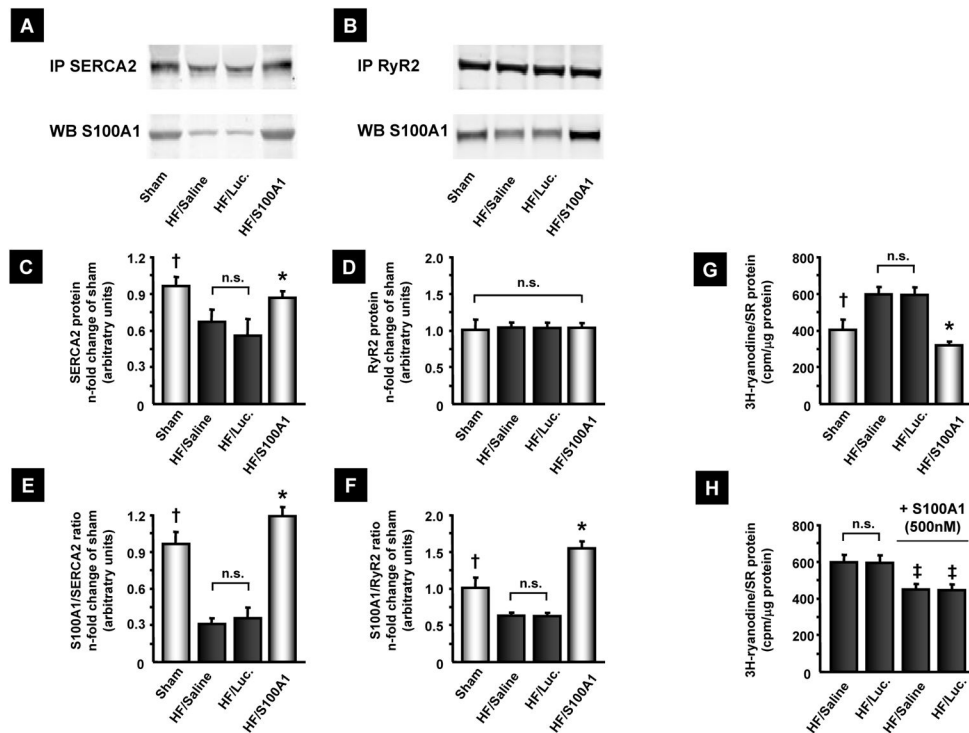 A
B
IP SERCA2
IP RyR2
WB S100A1
WB S100A1
Sham
HF/Saline
HF/Luc.
HF/S100A1
Sham
HF/Saline
HF/Luc.
HF/S100A1
C
SERCA2 protein
n-fold change of sham
(arbitratry units)
1.2
0.9
0.6
0.3
0
†
n.s.
*
Sham
HF/Saline
HF/Luc.
HF/S100A1
D
RyR2 protein
n-fold change of sham
(arbitratry units)
2.0
1.5
1.0
0.5
0
n.s.
Sham
HF/Saline
HF/Luc.
HF/S100A1
G
3H-ryanodine/SR protein
(cpm/µg protein)
800
600
400
200
0
†
n.s.
*
Sham
HF/Saline
HF/Luc.
HF/S100A1
E
S100A1/SERCA2 ratio
n-fold change of sham
(arbitratry units)
1.2
0.9
0.6
0.3
0
†
n.s.
*
Sham
HF/Saline
HF/Luc.
HF/S100A1
F
S100A1/RyR2 ratio
n-fold change of sham
(arbitratry units)
2.0
1.5
1.0
0.5
0
†
n.s.
*
Sham
HF/Saline
HF/Luc.
HF/S100A1
H
3H-ryanodine/SR protein
(cpm/µg protein)
800
600
400
200
0
n.s.
+ S100A1
(500nM)
‡
‡
HF/Saline
HF/Luc.
HF/Saline
HF/Luc.